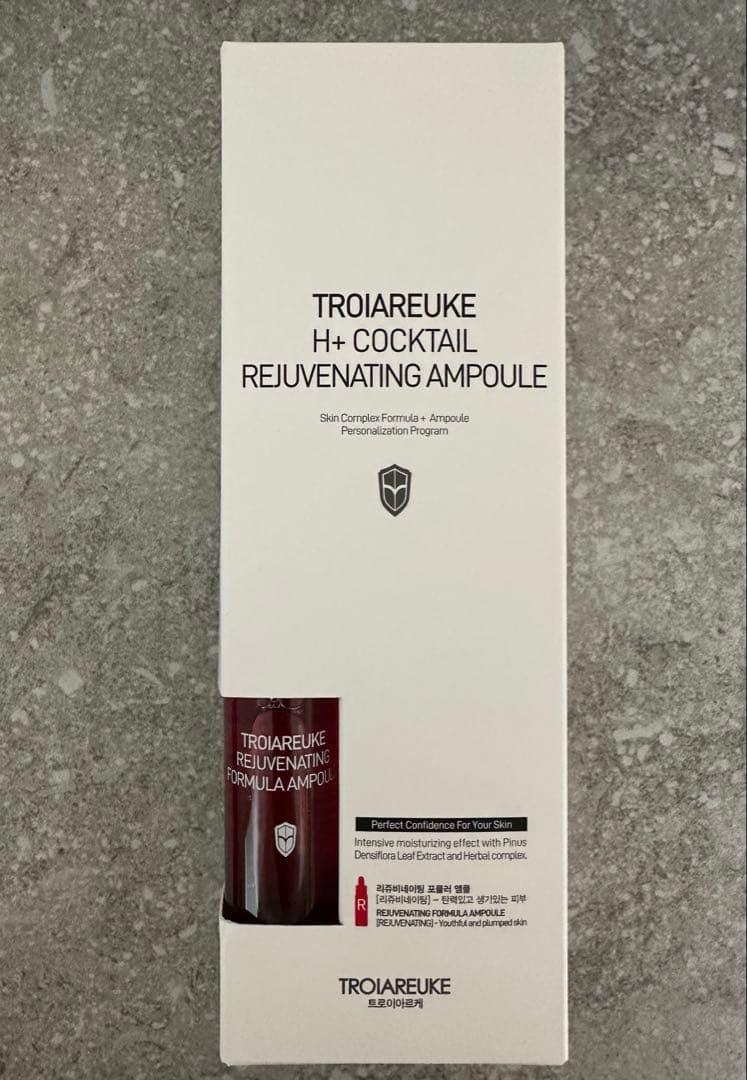 TROIAREUKE
H+ COCKTAIL
REJUVENATING AMPOULE
Skin Complex Formula + Ampoule
Personalization Program
TROIAREUKE
REJUVENATING
FORMULA AMPOUL
Perfect Confidence For Your Skin
Intensive moisturizing effect with Pinus
Densiflora Leaf Extract and Herbal complex.
R
리쥬비네이팅 포뮬러 앰플
[리쥬비네이팅] - 탄력있고 생기있는 피부
REJUVENATING FORMULA AMPOULE
[REJUVENATING] - Youthful and plumped skin
TROIAREUKE
트로이아르케